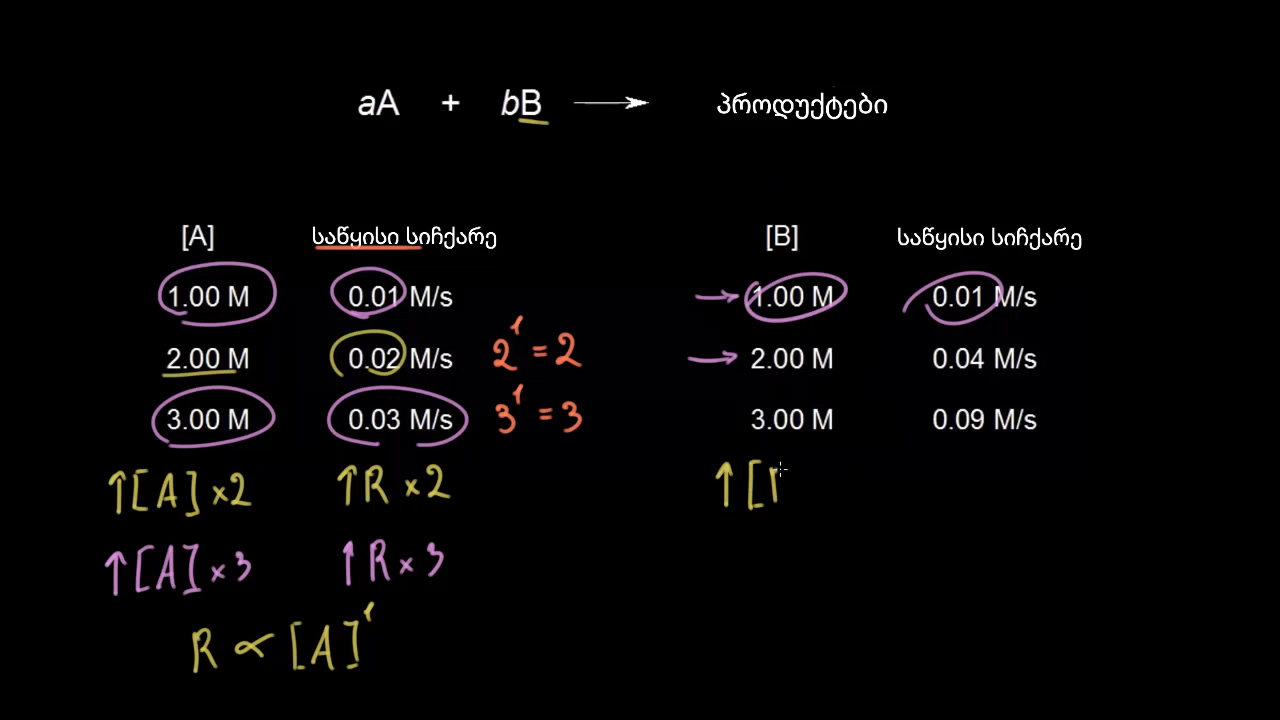 aA + bB → პროდუქტები
[A] საწყისი სიჩქარე [B] საწყისი სიჩქარე
1.00 M 0.01 M/s 1.00 M 0.01 M/s
2.00 M 0.02 M/s 2¹ = 2 2.00 M 0.04 M/s
3.00 M 0.03 M/s 3¹ = 3 3.00 M 0.09 M/s
↑[A] ×2 ↑R ×2 ↑[
↑[A] ×3 ↑R ×3
R ∝ [A]¹